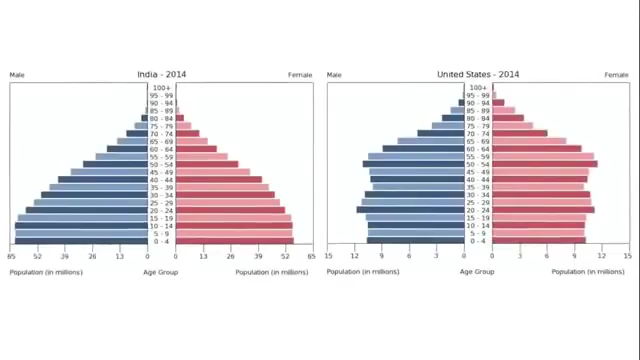 India - 2014
Male
Female
100+
95 - 99
90 - 94
85 - 89
80 - 84
75 - 79
70 - 74
65 - 69
60 - 64
55 - 59
50 - 54
45 - 49
40 - 44
35 - 39
30 - 34
25 - 29
20 - 24
15 - 19
10 - 14
5 - 9
0 - 4
65 52 39 26 13 0 0 13 26 39 52 65
Population (in millions) Age Group Population (in millions)
United States - 2014
Male
Female
100+
95 - 99
90 - 94
85 - 89
80 - 84
75 - 79
70 - 74
65 - 69
60 - 64
55 - 59
50 - 54
45 - 49
40 - 44
35 - 39
30 - 34
25 - 29
20 - 24
15 - 19
10 - 14
5 - 9
0 - 4
15 12 9 6 3 0 0 3 6 9 12 15
Population (in millions) Age Group Population (in millions)